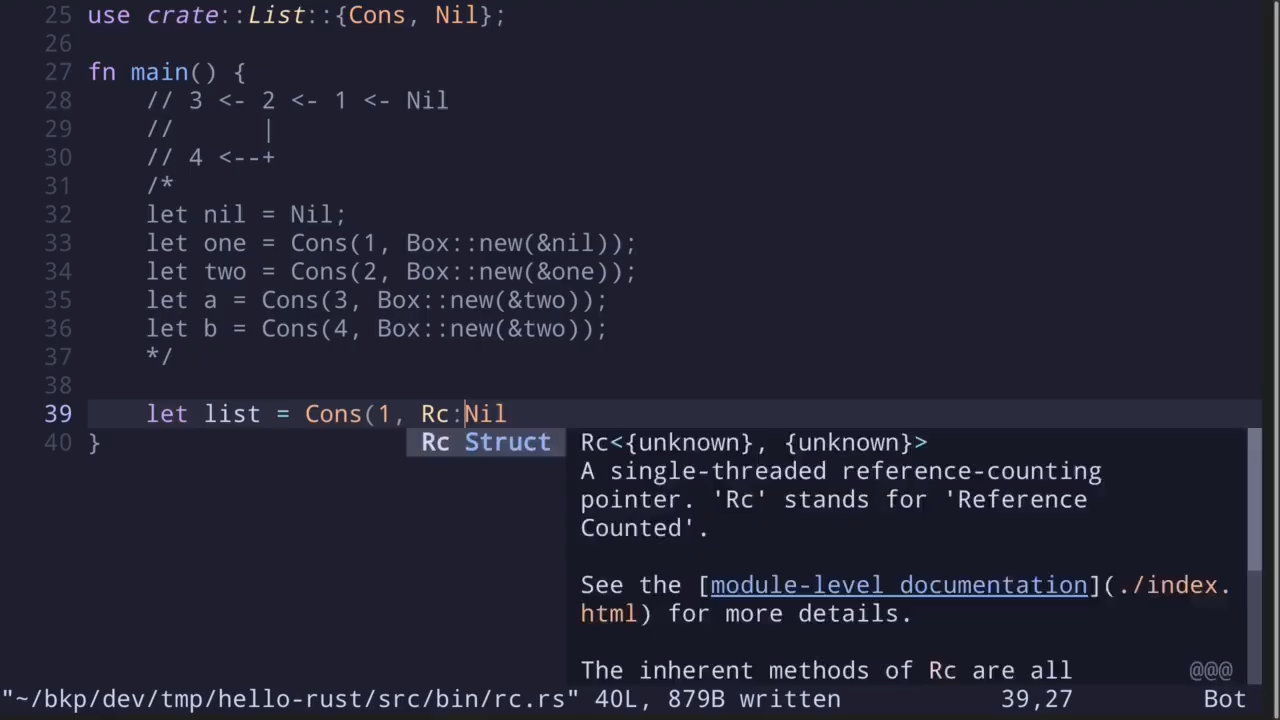 25 use crate::List::{Cons, Nil};
26
27 fn main() {
28     // 3 <- 2 <- 1 <- Nil
29     //      |
30     // 4 <--+
31     /*
32     let nil = Nil;
33     let one = Cons(1, Box::new(&nil));
34     let two = Cons(2, Box::new(&one));
35     let a = Cons(3, Box::new(&two));
36     let b = Cons(4, Box::new(&two));
37     */
38
39     let list = Cons(1, Rc:Nil
40 }
Rc Struct
Rc<{unknown}, {unknown}>
A single-threaded reference-counting
pointer. 'Rc' stands for 'Reference
Counted'.
See the [module-level documentation](./index.
html) for more details.
The inherent methods of Rc are all @@@
"~/bkp/dev/tmp/hello-rust/src/bin/rc.rs" 40L, 879B written 39,27 Bot